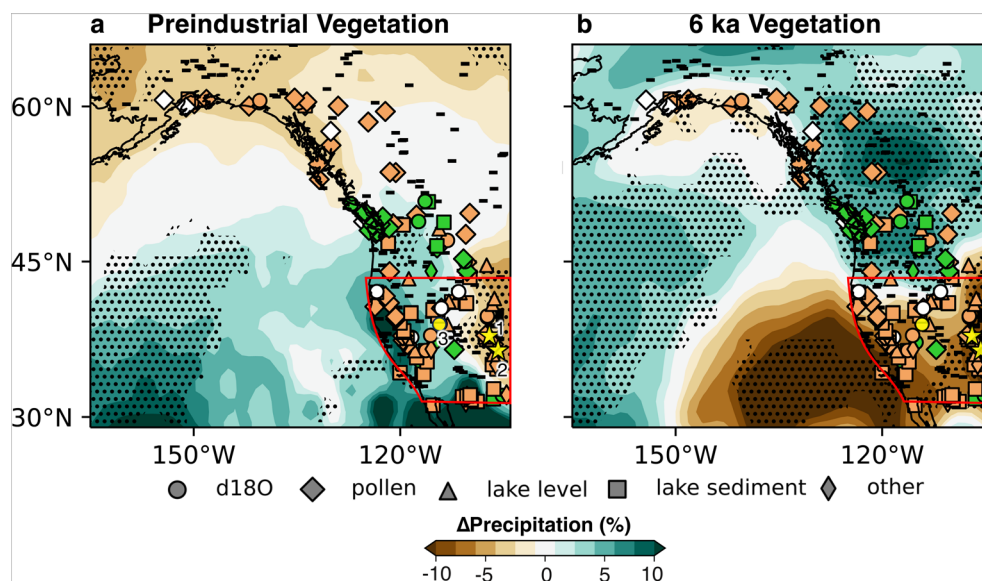 a Preindustrial Vegetation
b 6 ka Vegetation
60°N
45°N
30°N
1
3
2
150°W 120°W 150°W 120°W
d18O pollen lake level lake sediment other
ΔPrecipitation (%)
-10 -5 0 5 10